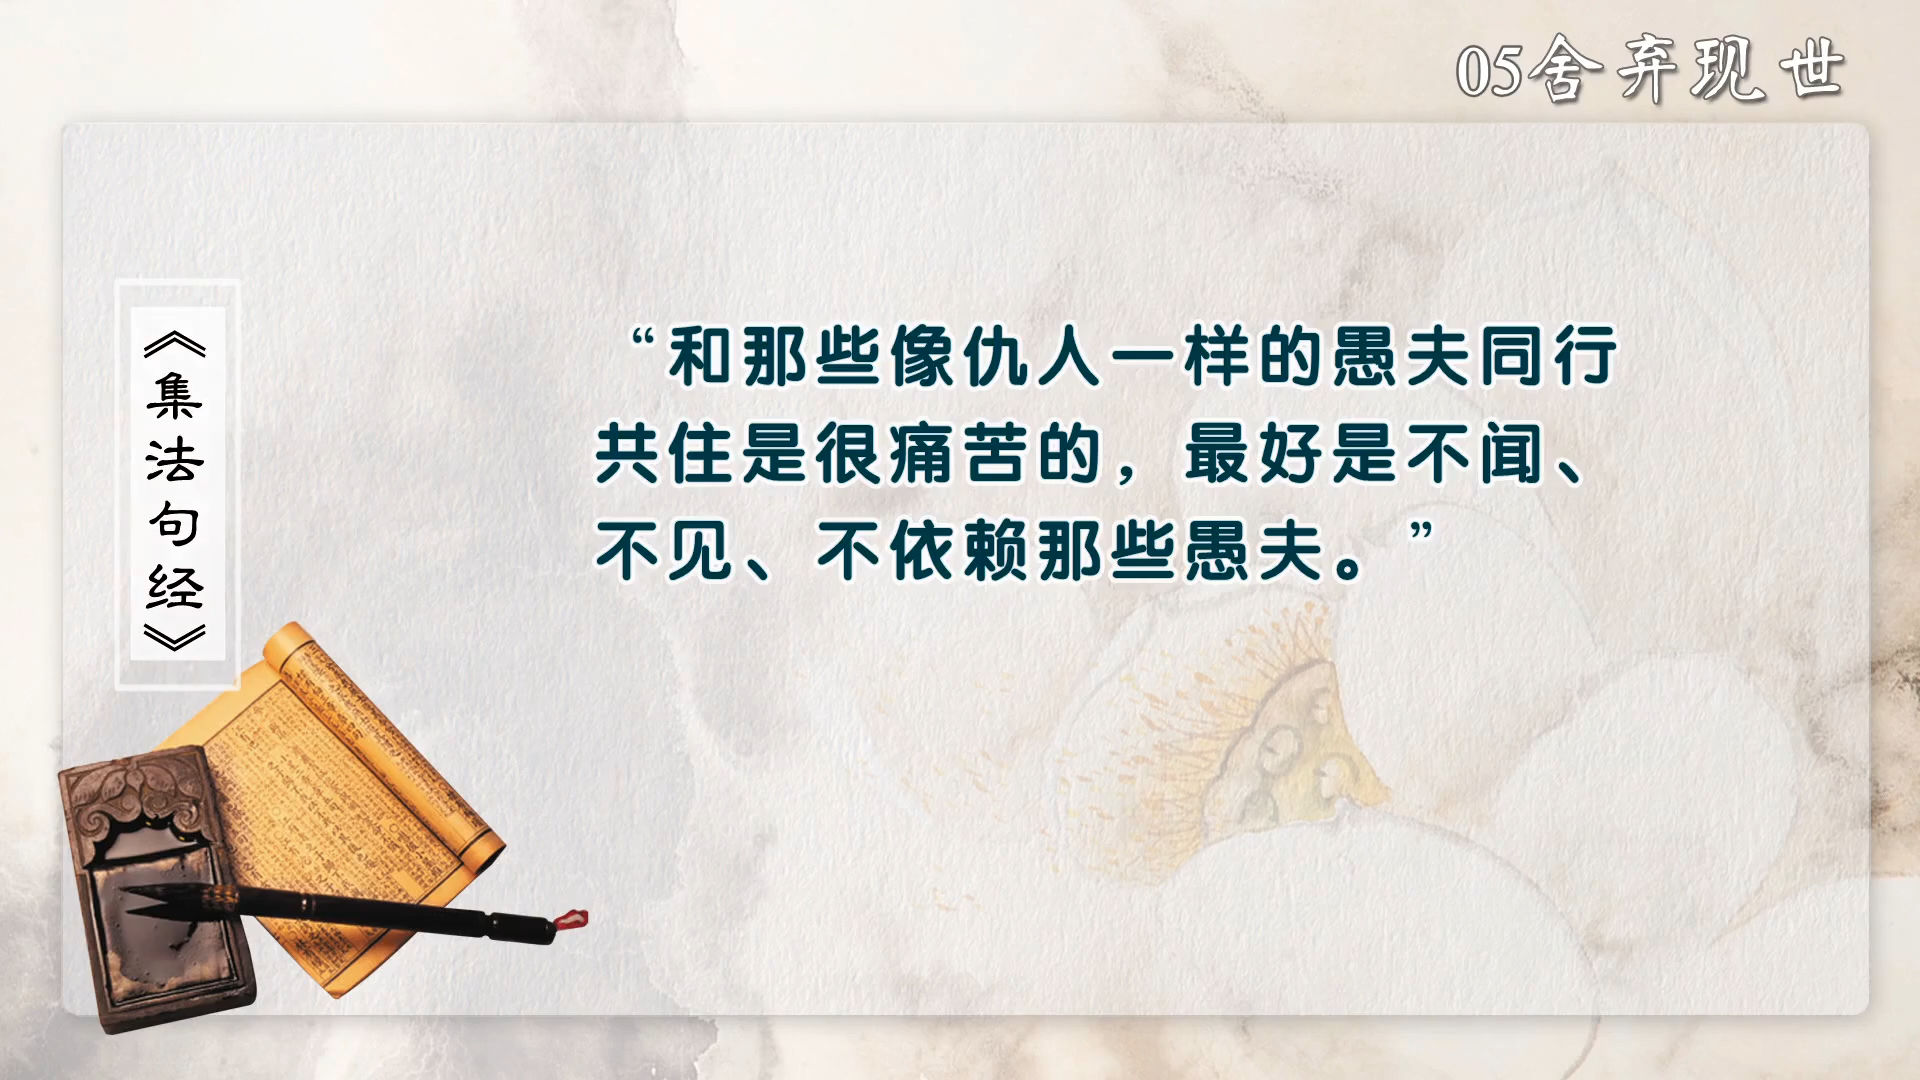 05舍弃现世
《集法句经》
“和那些像仇人一样的愚夫同行
共住是很痛苦的，最好是不闻、
不见、不依赖那些愚夫。”